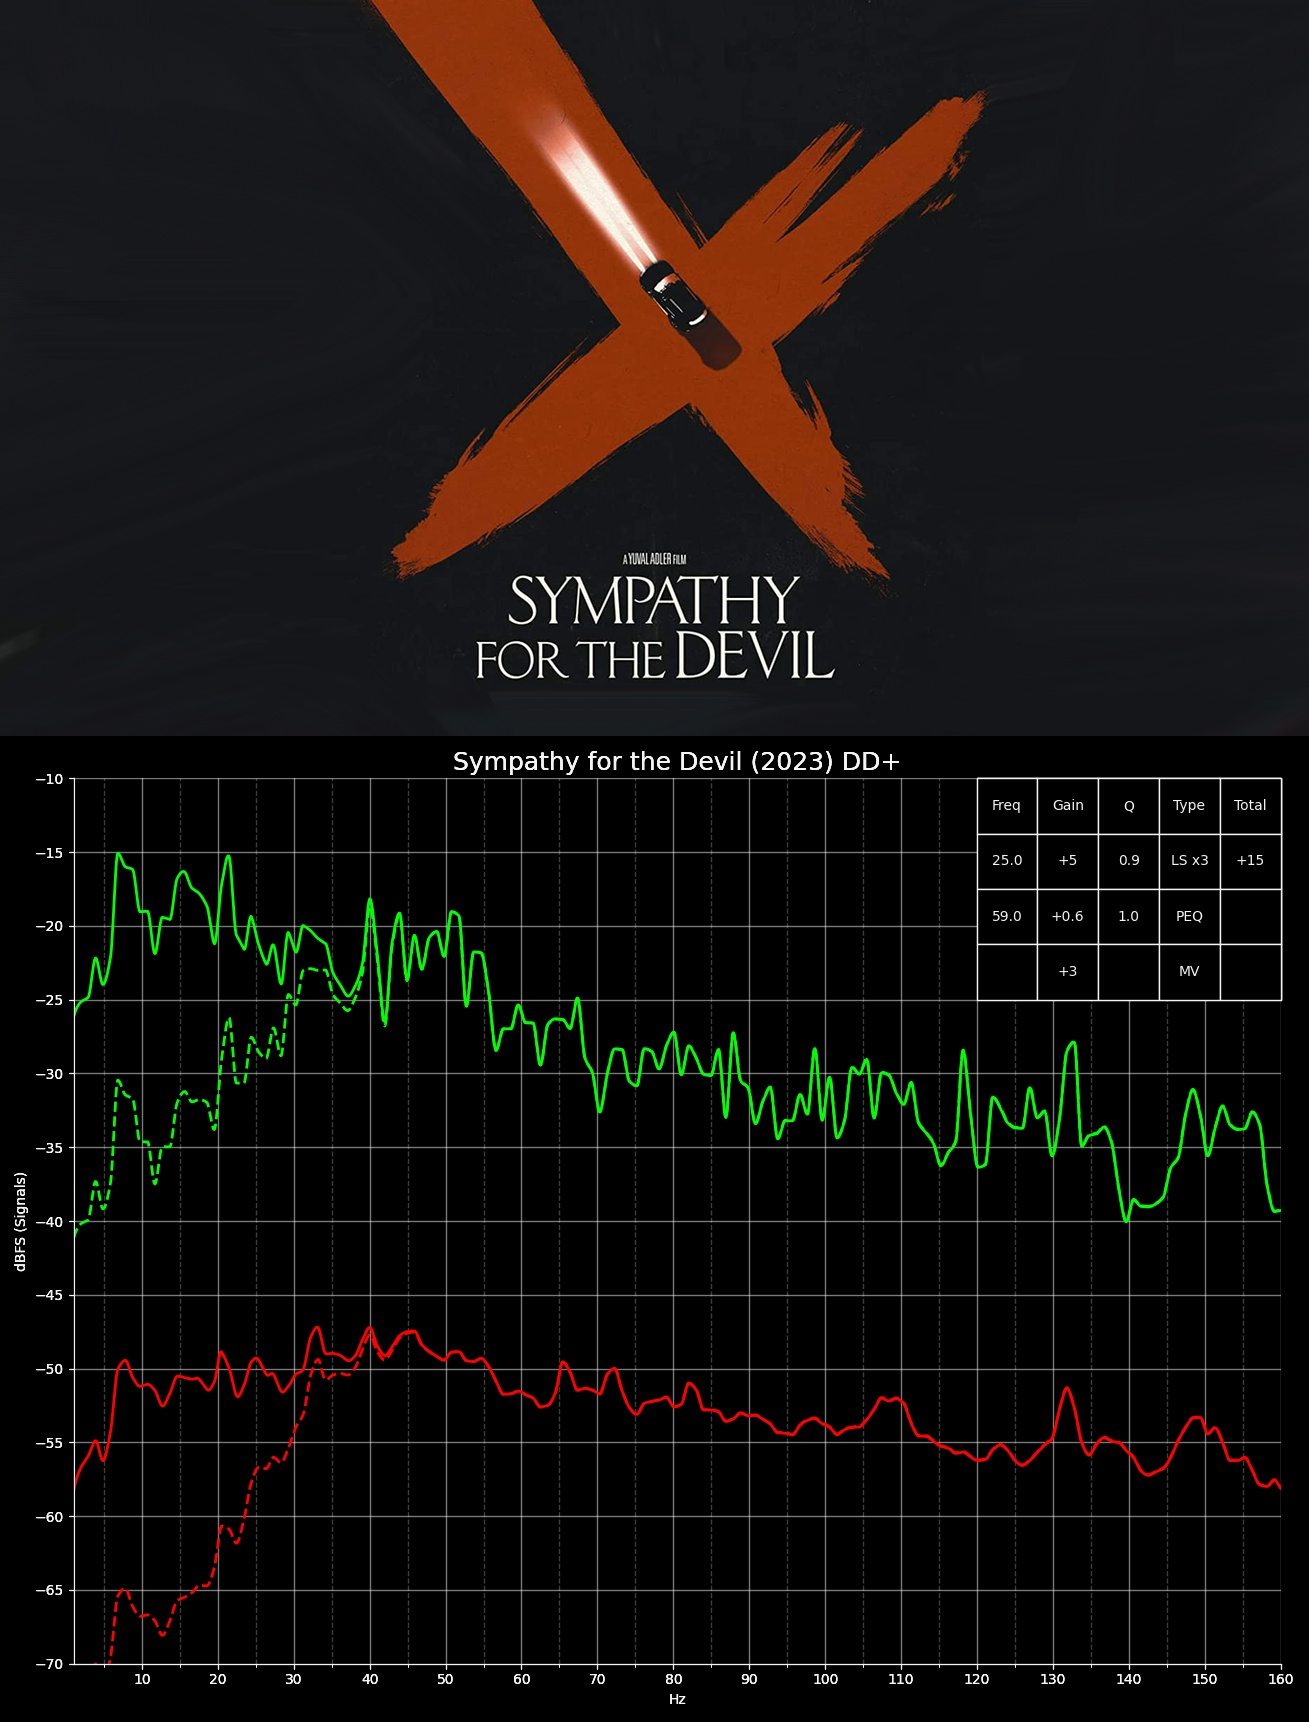 A YUVAL ADLER FILM
SYMPATHY
FOR THE DEVIL
Sympathy for the Devil (2023) DD+
Freq Gain Q Type Total
25.0 +5 0.9 LS x3 +15
59.0 +0.6 1.0 PEQ
+3 MV
dBFS (Signals)
−10
−15
−20
−25
−30
−35
−40
−45
−50
−55
−60
−65
−70
10 20 30 40 50 60 70 80 90 100 110 120 130 140 150 160
Hz